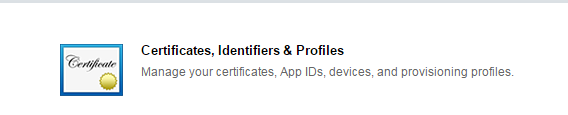 Certificates, Identifiers & Profiles
Certificate
Manage your certificates, App IDs, devices, and provisioning profiles.